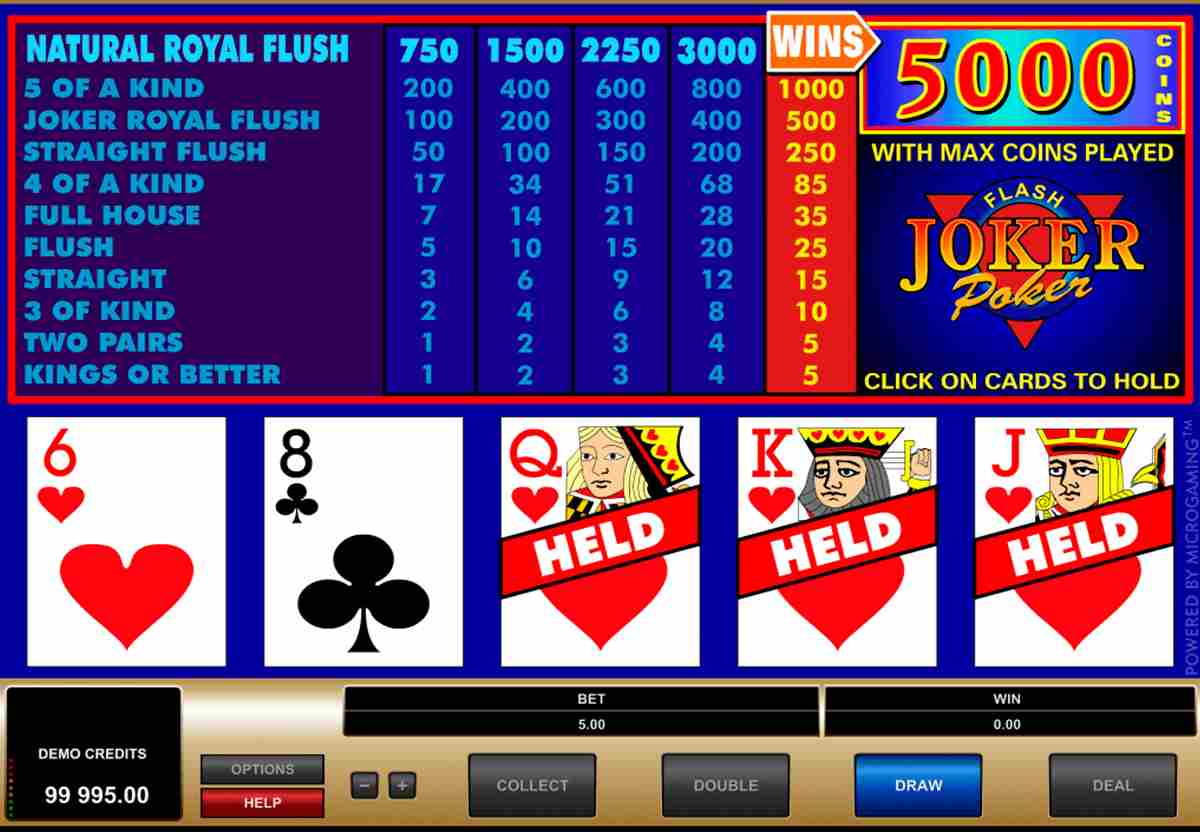 NATURAL ROYAL FLUSH 750 1500 2250 3000 WINS 5000 COINS
5 OF A KIND 200 400 600 800 1000
JOKER ROYAL FLUSH 100 200 300 400 500
STRAIGHT FLUSH 50 100 150 200 250
4 OF A KIND 17 34 51 68 85
FULL HOUSE 7 14 21 28 35
FLUSH 5 10 15 20 25
STRAIGHT 3 6 9 12 15
3 OF KIND 2 4 6 8 10
TWO PAIRS 1 2 3 4 5
KINGS OR BETTER 1 2 3 4 5
WITH MAX COINS PLAYED
FLASH
JOKER
Poker
CLICK ON CARDS TO HOLD
6 8 Q K J
HELD HELD HELD
POWERED BY MICROGAMING™
DEMO CREDITS
99 995.00
OPTIONS
HELP
BET
5.00
WIN
0.00
− +
COLLECT
DOUBLE
DRAW
DEAL